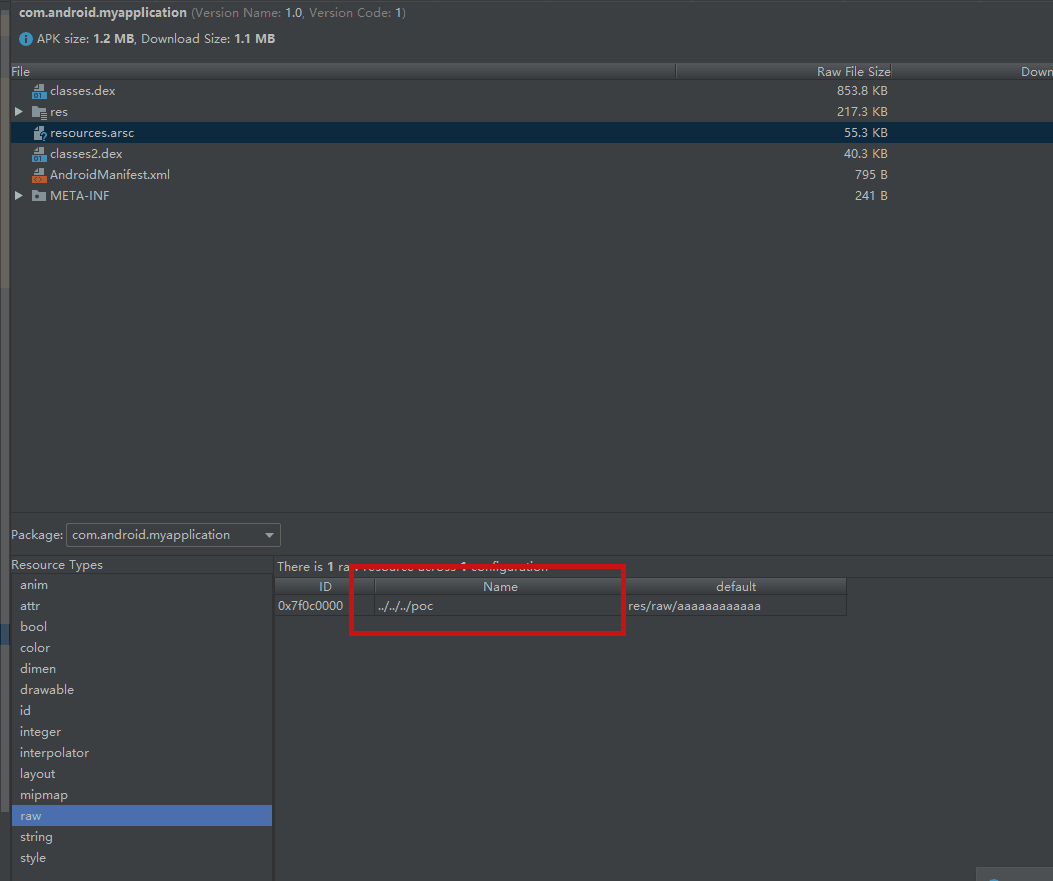 com.android.myapplication (Version Name: 1.0, Version Code: 1)
APK size: 1.2 MB, Download Size: 1.1 MB
File Raw File Size Down
classes.dex 853.8 KB
res 217.3 KB
resources.arsc 55.3 KB
classes2.dex 40.3 KB
AndroidManifest.xml 795 B
META-INF 241 B
Package: com.android.myapplication
Resource Types
anim
attr
bool
color
dimen
drawable
id
integer
interpolator
layout
mipmap
raw
string
style
There is 1 raw resource across 1 configuration
ID Name default
0x7f0c0000 ../../../poc res/raw/aaaaaaaaaaaa